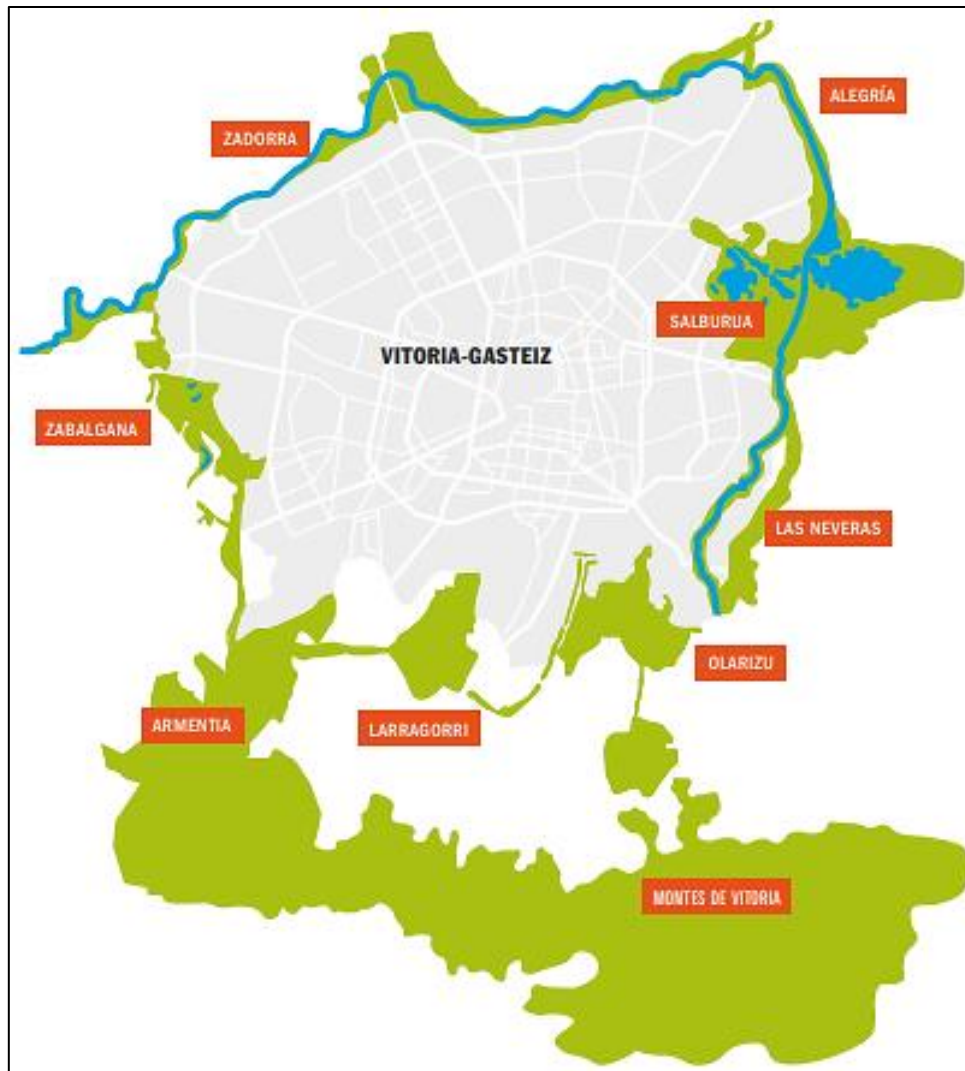 ALEGRÍA
ZADORRA
SALBURUA
VITORIA-GASTEIZ
ZABALGANA
LAS NEVERAS
OLARIZU
ARMENTIA
LARRAGORRI
MONTES DE VITORIA